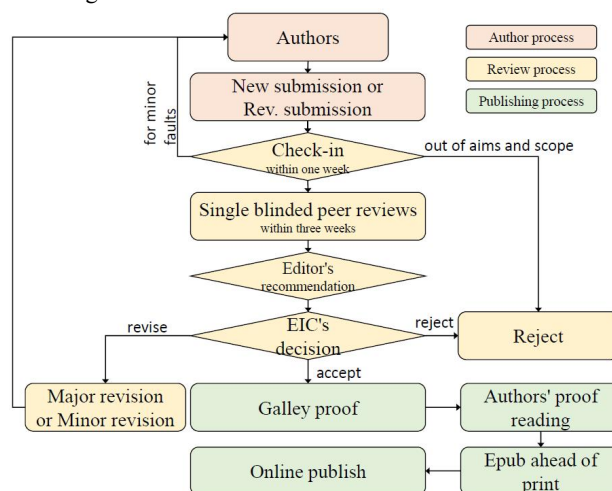 Authors
Author process
New submission or
Rev. submission
Review process
Publishing process
for minor
faults
Check-in
within one week
out of aims and scope
Single blinded peer reviews
within three weeks
Editor's
recommendation
revise
EIC's
decision
reject
Reject
accept
Major revision
or Minor revision
Galley proof
Authors' proof
reading
Online publish
Epub ahead of
print